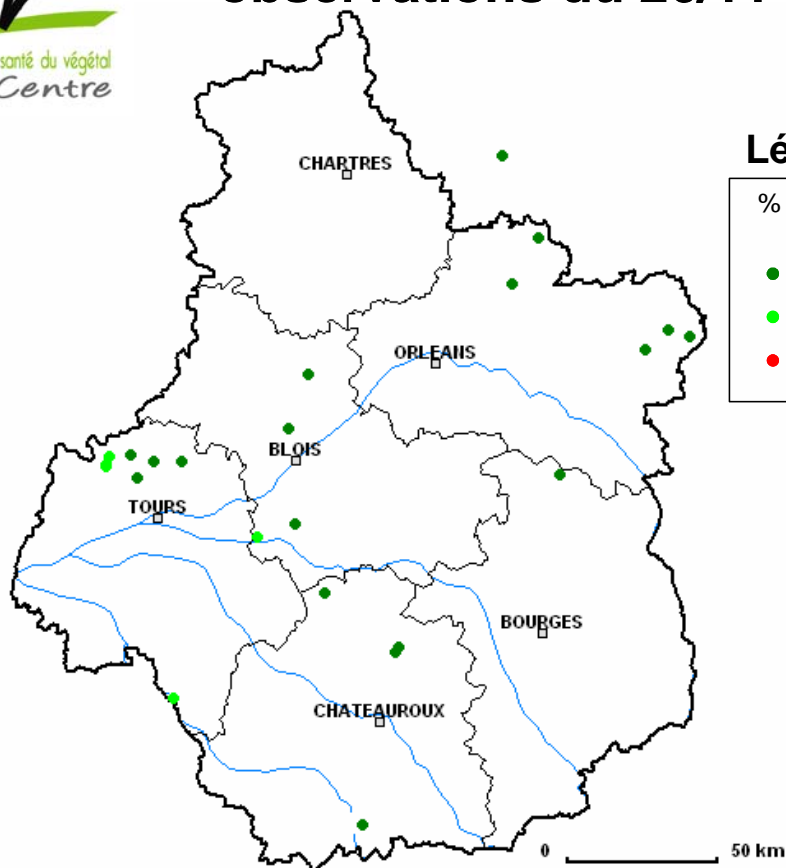 santé du végétal
Centre
CHARTRES
%
ORLEANS
BLOIS
TOURS
BOURGES
CHATEAUROUX
0 50 km